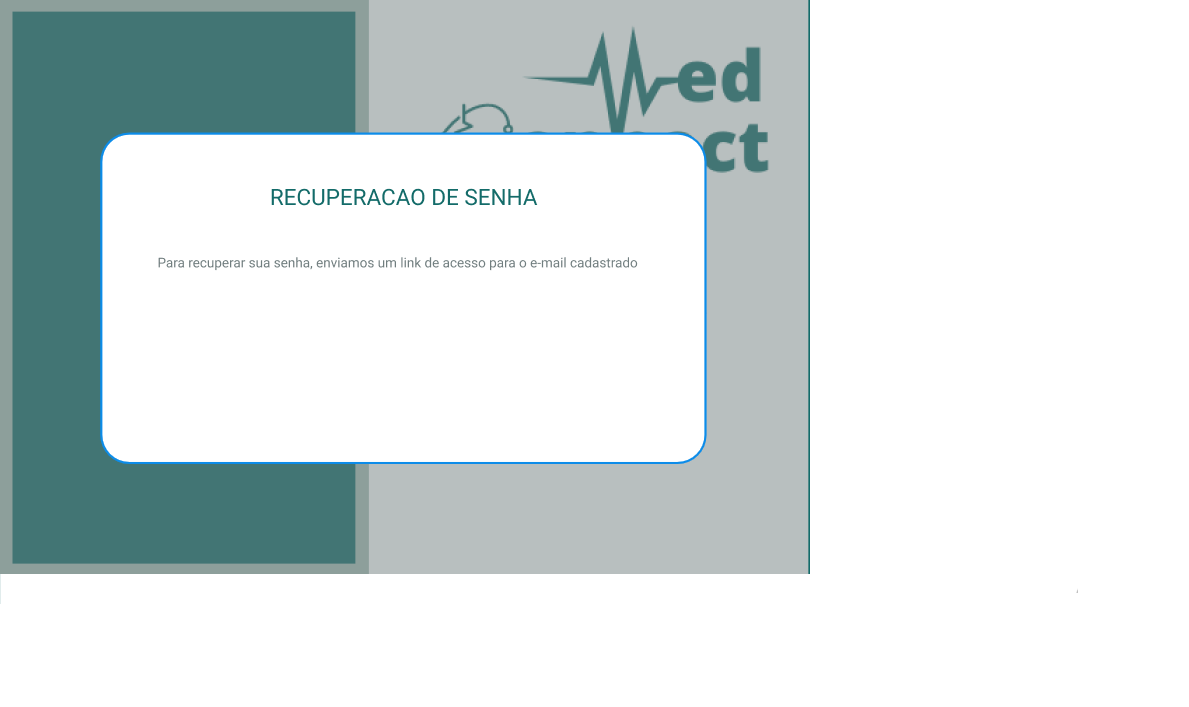 ed
ct
RECUPERACAO DE SENHA
Para recuperar sua senha, enviamos um link de acesso para o e-mail cadastrado